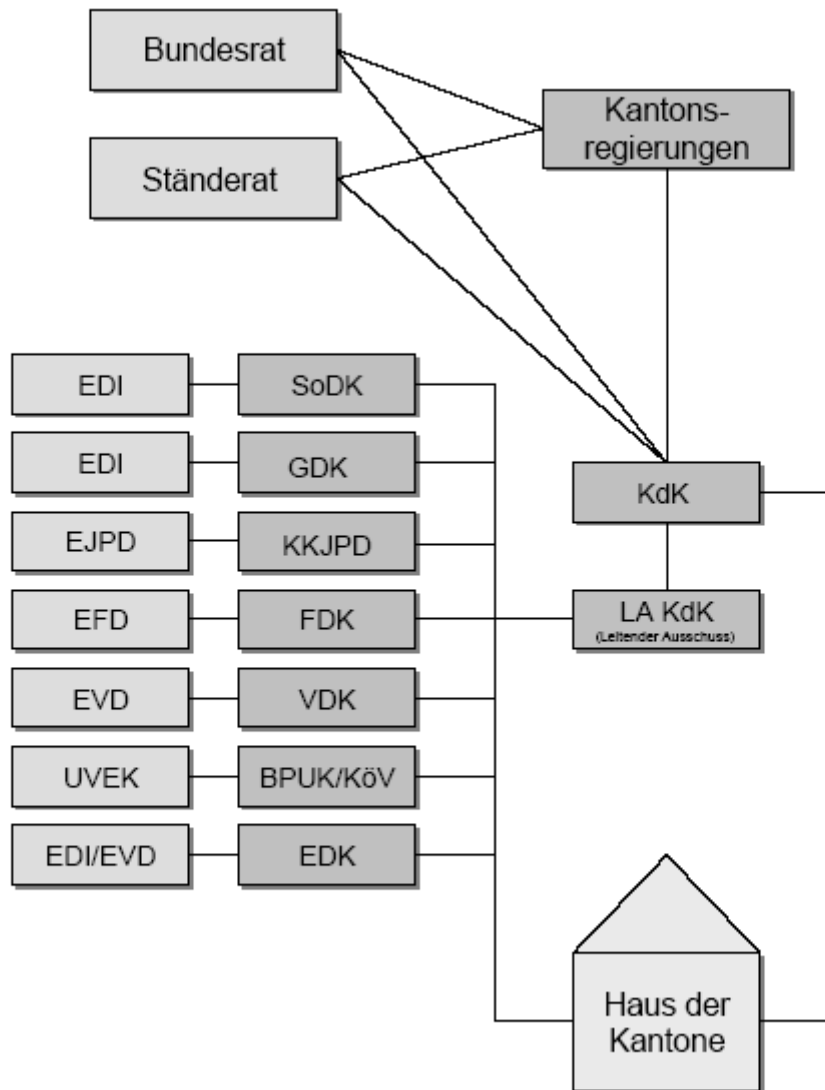 Bundesrat
Kantons-
regierungen
Ständerat
EDI
SoDK
EDI
GDK
KdK
EJPD
KKJPD
EFD
FDK
LA KdK
(Leitender Ausschuss)
EVD
VDK
UVEK
BPUK/KöV
EDI/EVD
EDK
Haus der
Kantone